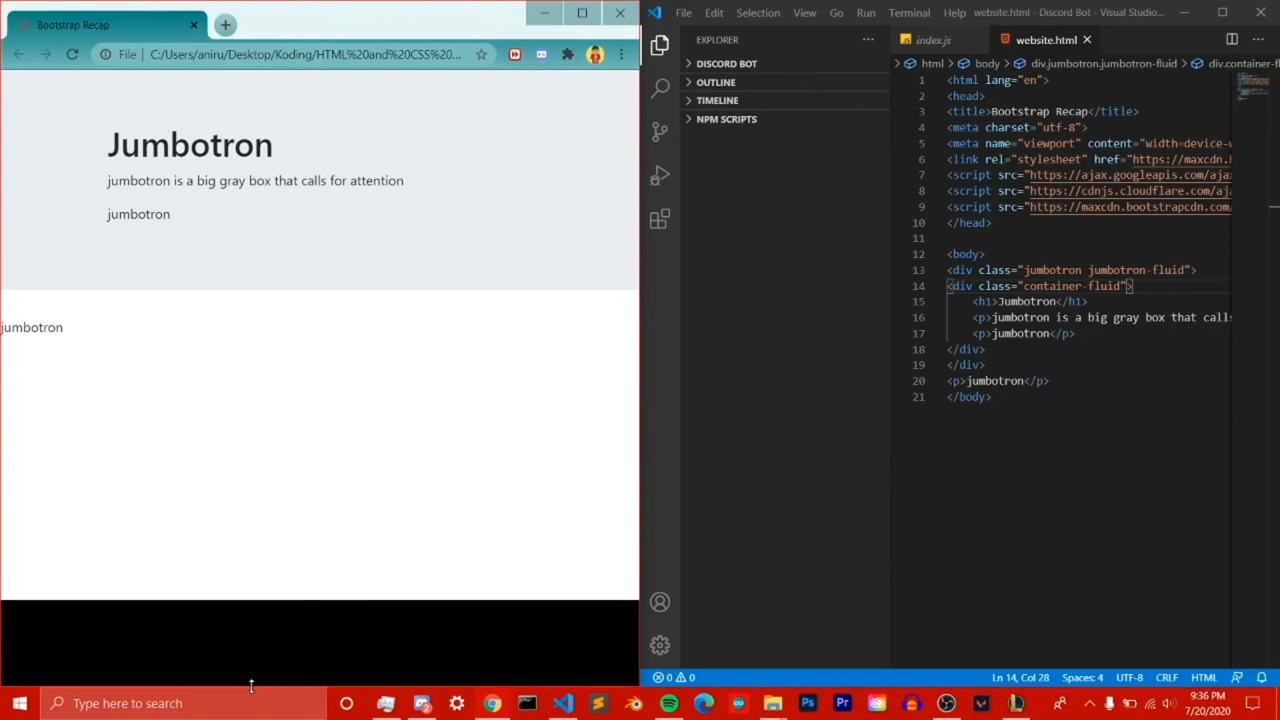 Bootstrap Recap
File
C:/Users/aniru/Desktop/Koding/HTML%20and%20CSS%20...
Jumbotron
jumbotron is a big gray box that calls for attention
jumbotron
jumbotron
File Edit Selection View Go Run Terminal Help website.html - Discord Bot - Visual Studio...
EXPLORER
DISCORD BOT
OUTLINE
TIMELINE
NPM SCRIPTS
JS index.js website.html
html > body > div.jumbotron.jumbotron-fluid > div.container-fl
1 <html lang="en">
2 <head>
3 <title>Bootstrap Recap</title>
4 <meta charset="utf-8">
5 <meta name="viewport" content="width=device-w
6 <link rel="stylesheet" href="https://maxcdn.b
7 <script src="https://ajax.googleapis.com/ajax
8 <script src="https://cdnjs.cloudflare.com/aja
9 <script src="https://maxcdn.bootstrapcdn.com/
10 </head>
11
12 <body>
13 <div class="jumbotron jumbotron-fluid">
14 <div class="container-fluid">
15 <h1>Jumbotron</h1>
16 <p>jumbotron is a big gray box that calls
17 <p>jumbotron</p>
18 </div>
19 </div>
20 <p>jumbotron</p>
21 </body>
0 0
Ln 14, Col 28 Spaces: 4 UTF-8 CRLF HTML
Type here to search
Ps
Pr
9:36 PM
7/20/2020